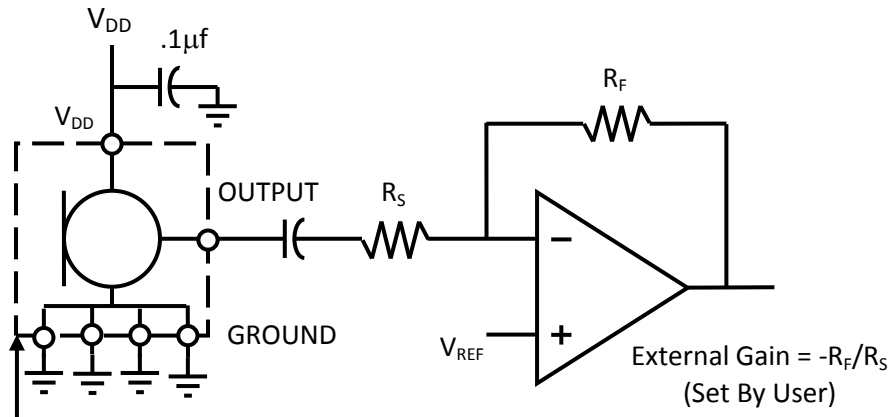 V_DD
.1μf
R_F
V_DD
OUTPUT
R_S
−
GROUND
V_REF
+
External Gain = -R_F/R_S
(Set By User)